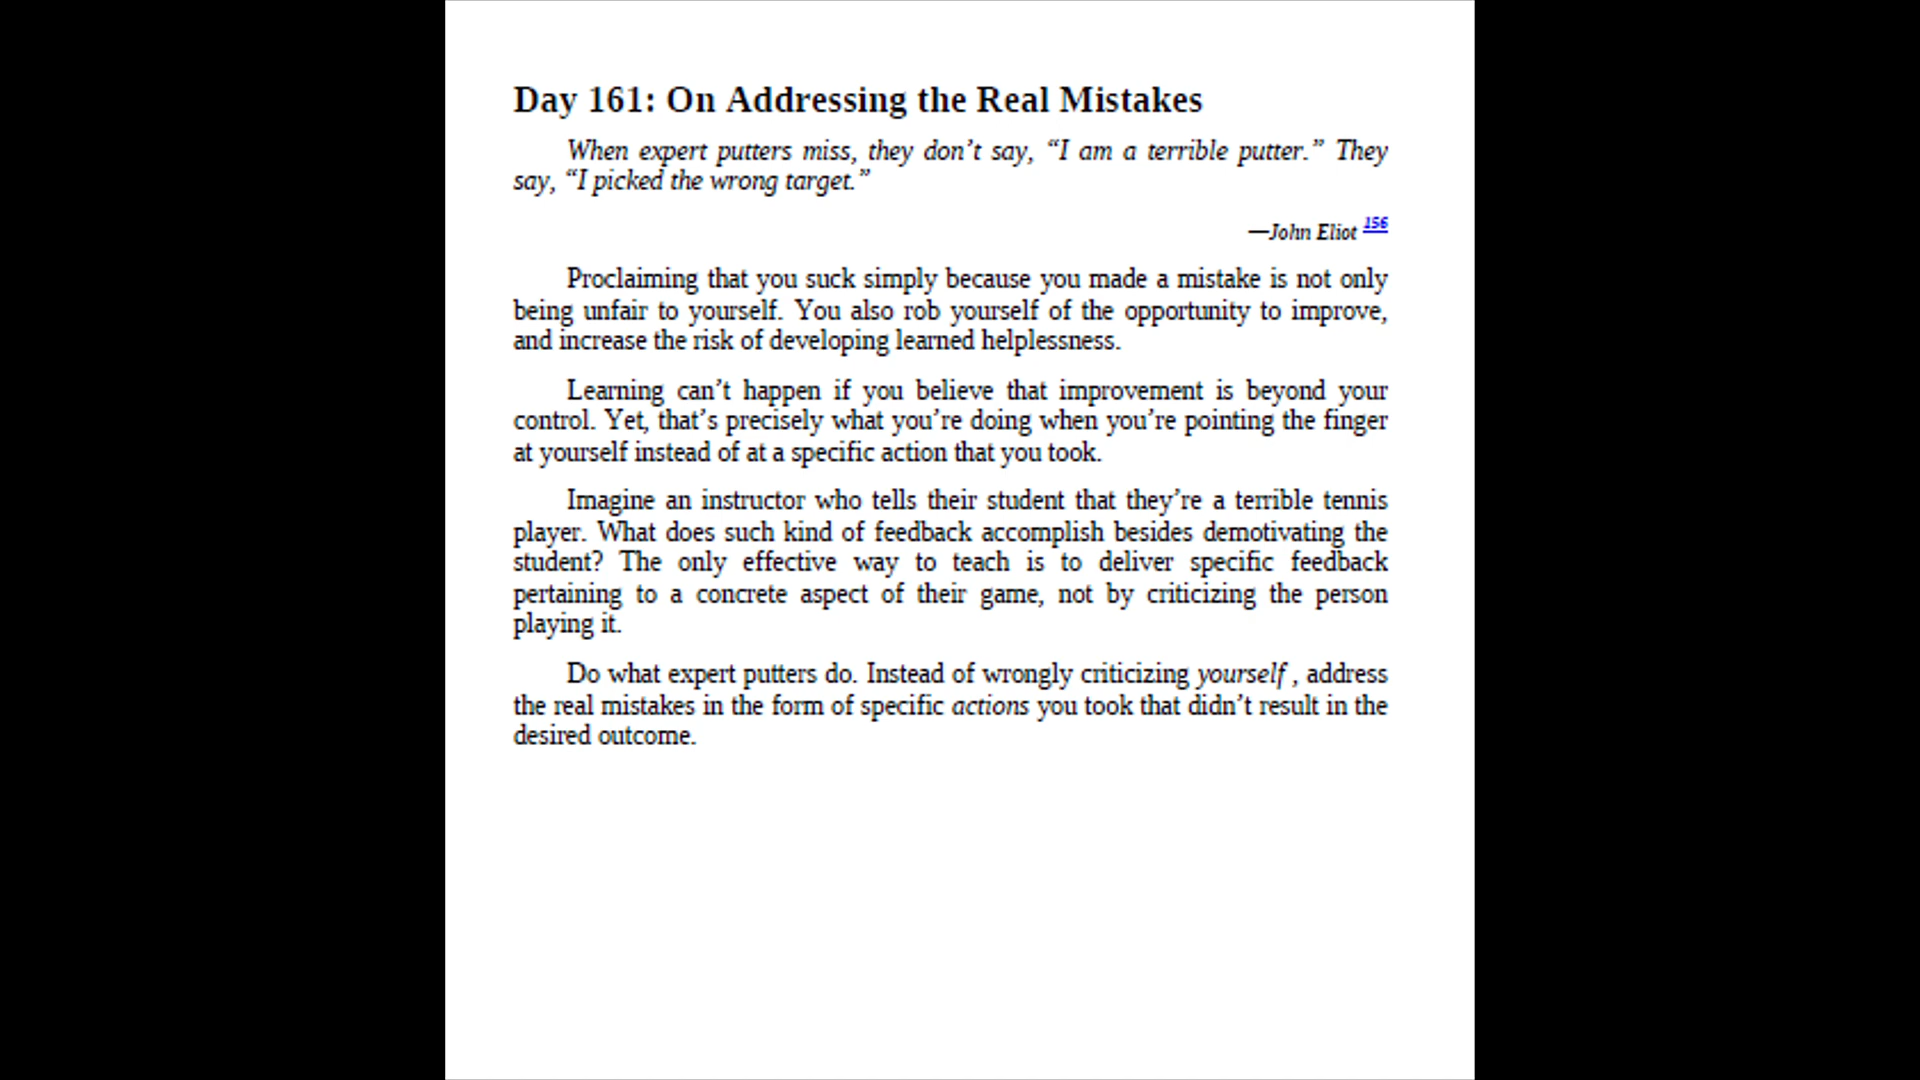 Day 161: On Addressing the Real Mistakes
When expert putters miss, they don’t say, “I am a terrible putter.” They
say, “I picked the wrong target.”
—John Eliot 156
Proclaiming that you suck simply because you made a mistake is not only
being unfair to yourself. You also rob yourself of the opportunity to improve,
and increase the risk of developing learned helplessness.
Learning can’t happen if you believe that improvement is beyond your
control. Yet, that’s precisely what you’re doing when you’re pointing the finger
at yourself instead of at a specific action that you took.
Imagine an instructor who tells their student that they’re a terrible tennis
player. What does such kind of feedback accomplish besides demotivating the
student? The only effective way to teach is to deliver specific feedback
pertaining to a concrete aspect of their game, not by criticizing the person
playing it.
Do what expert putters do. Instead of wrongly criticizing yourself , address
the real mistakes in the form of specific actions you took that didn’t result in the
desired outcome.